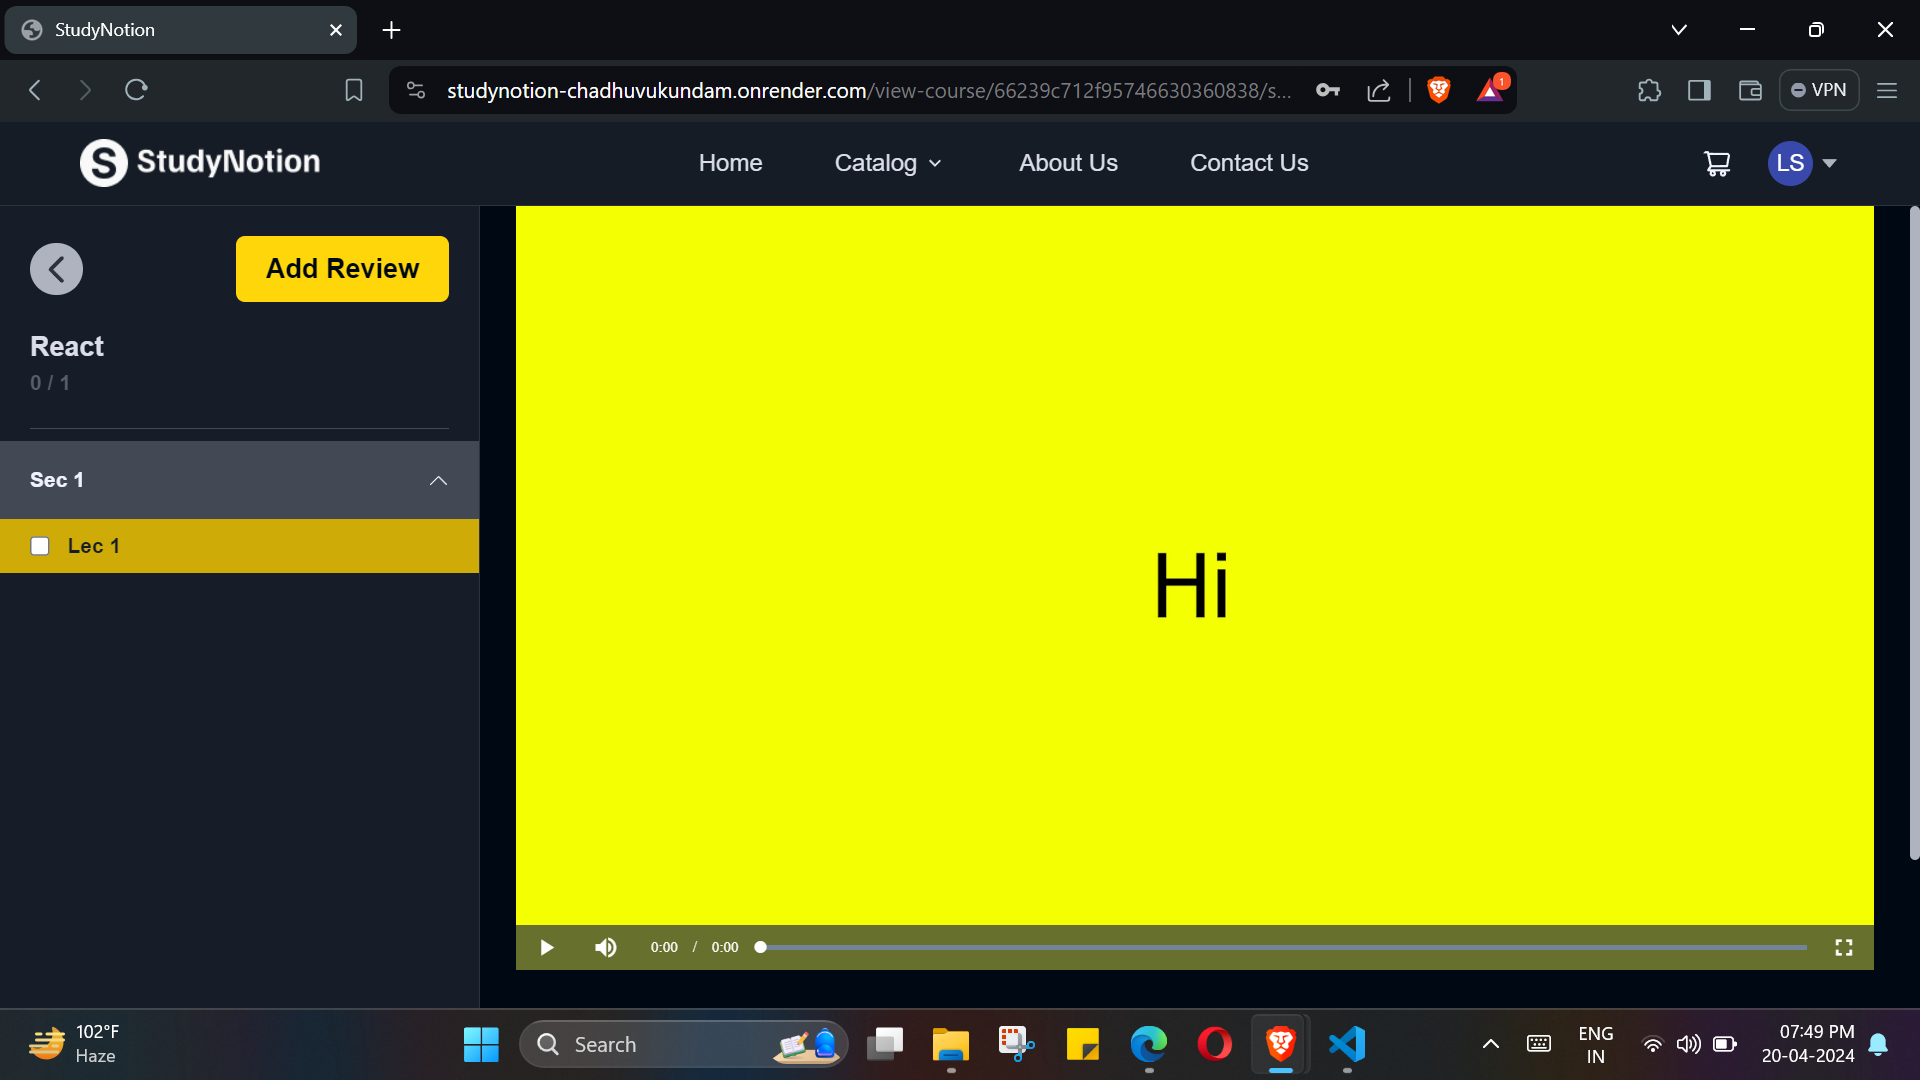 StudyNotion
studynotion-chadhuvukundam.onrender.com/view-course/66239c712f95746630360838/s...
1
VPN
S StudyNotion
Home
Catalog
About Us
Contact Us
LS
Add Review
React
0 / 1
Sec 1
Lec 1
Hi
0:00 / 0:00
102°F
Haze
Search
ENG
IN
07:49 PM
20-04-2024